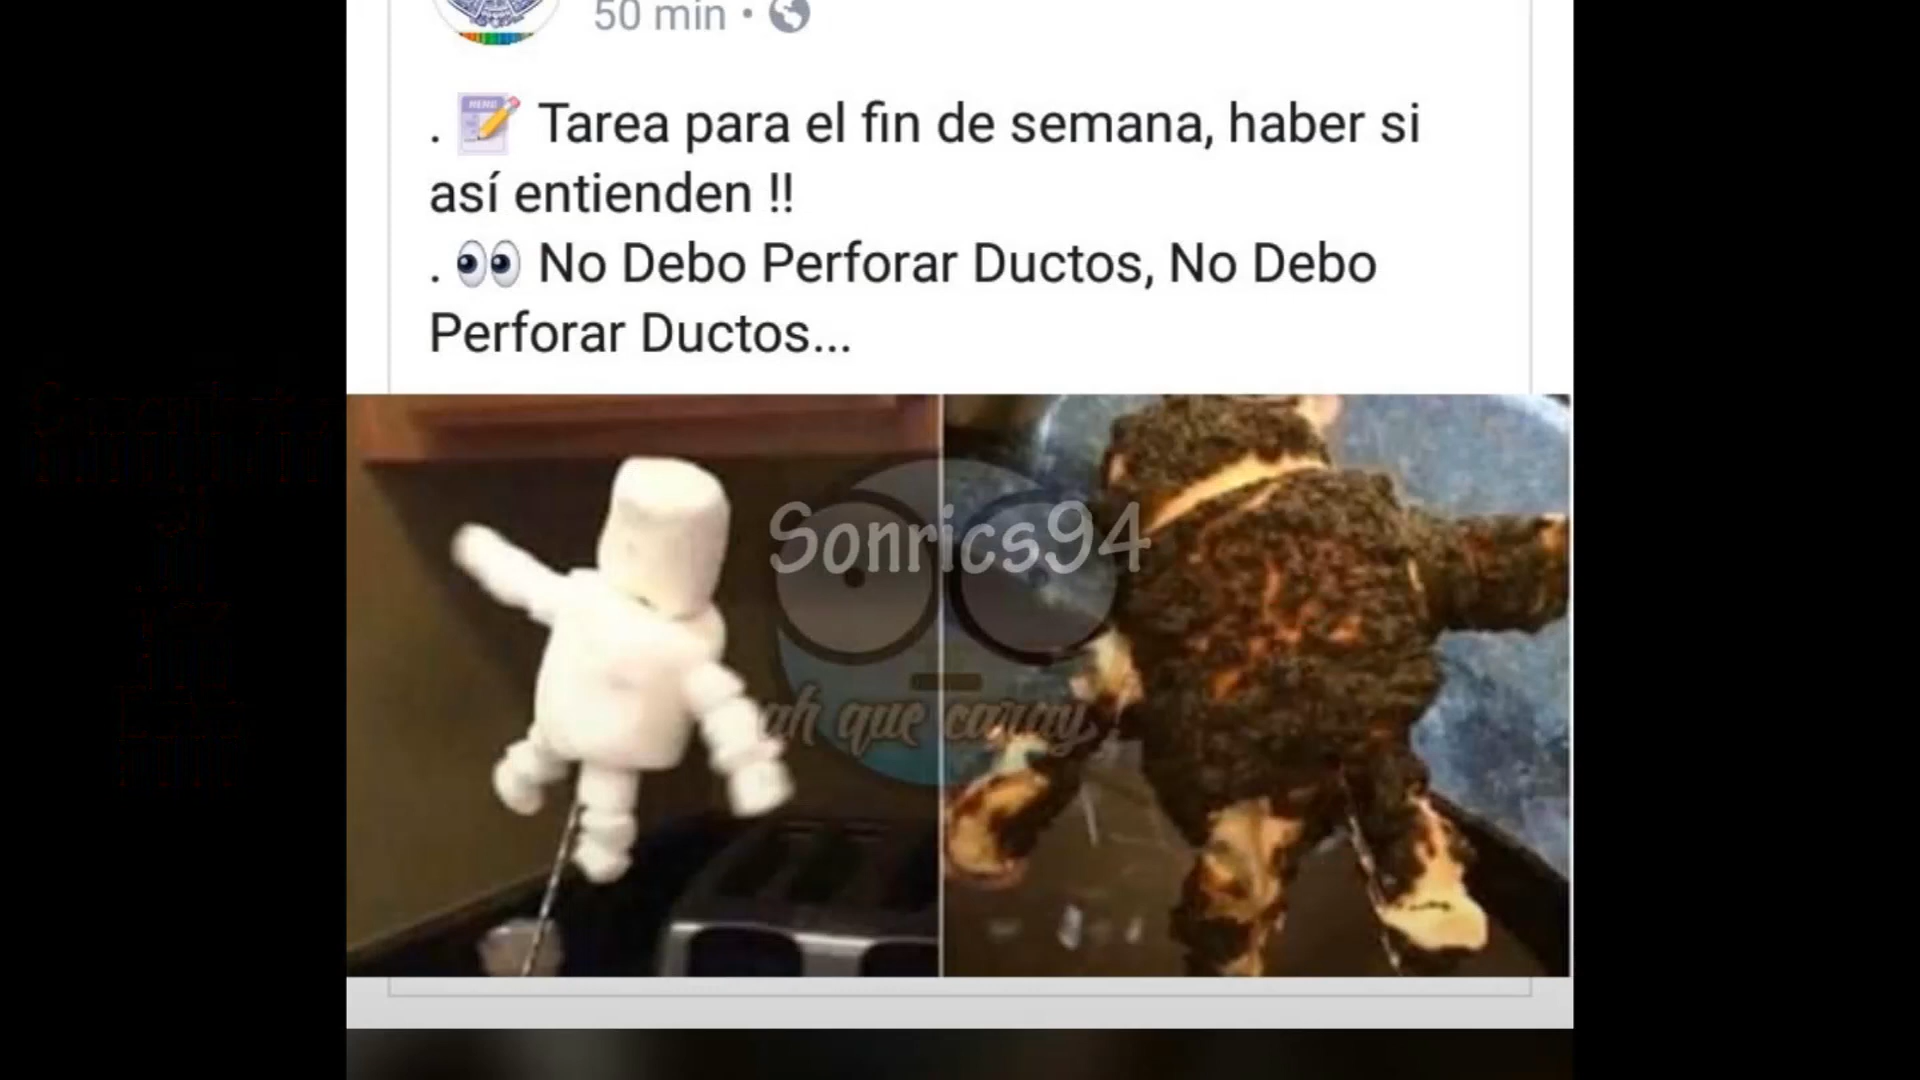 50 min
. Tarea para el fin de semana, haber si
así entienden !!
. No Debo Perforar Ductos, No Debo
Perforar Ductos...
Sonrics94
ah que caray